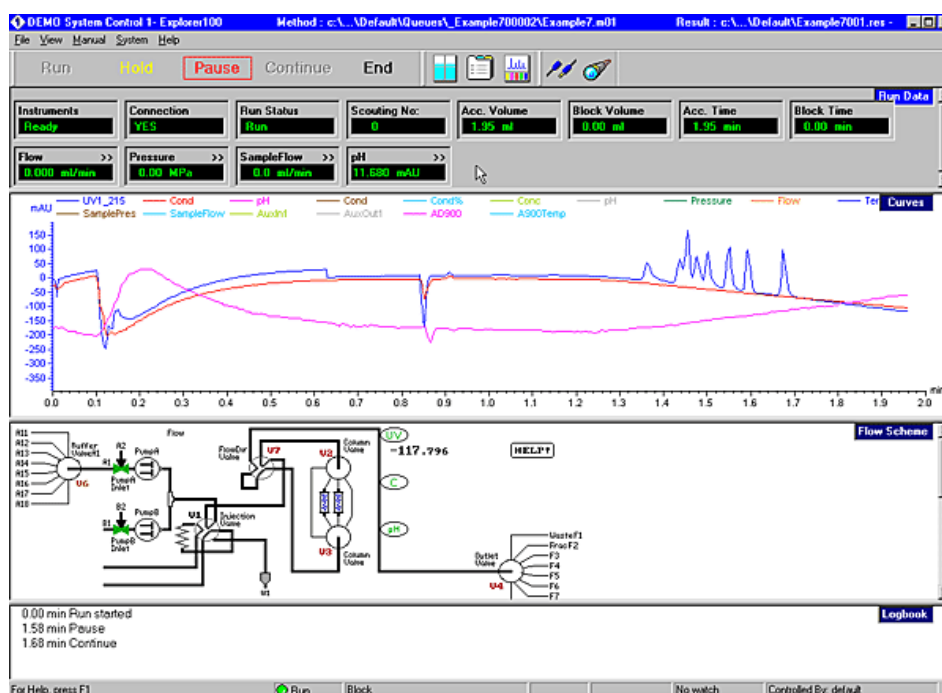 DEMO System Control 1- Explorer100 Method : c:\...\Default\Queues\_Example700002\Example7.m01 Result : c:\...\Default\Example7001.res -
File View Manual System Help
Run Hold Pause Continue End
Run Data
Instruments Connection Run Status Scouting No: Acc. Volume Block Volume Acc. Time Block Time
Ready YES Run 0 1.95 ml 0.00 ml 1.95 min 0.00 min
Flow >> Pressure >> SampleFlow >> pH >>
0.000 ml/min 0.00 MPa 0.0 ml/min 11.680 mAU
UV1_215 Cond pH Cond Cond% Conc pH Pressure Flow Ter Curves
mAU SamplePres SampleFlow AuxIn1 AuxOut1 AD900 A900Temp
150
100
50
0
-50
-100
-150
-200
-250
-300
-350
0.0 0.1 0.2 0.3 0.4 0.5 0.6 0.7 0.8 0.9 1.0 1.1 1.2 1.3 1.4 1.5 1.6 1.7 1.8 1.9 2.0 min
Flow Scheme
A11
A12
A13
A14
A15
A16
A17
A18
Buffer
ValveA1
V6
A2
A1
PumpA
PumpA
Inlet
Flow
B2
B1
PumpB
PumpB
Inlet
V1
Injection
Valve
W1
FlowDir
Valve
V7
V2
Column
Valve
V3
Column
Valve
UV
-117.796
C
pH
HELP?
Outlet
Valve
V4
WasteF1
FracF2
F3
F4
F5
F6
F7
Logbook
0.00 min Run started
1.58 min Pause
1.68 min Continue
For Help, press F1 Run Block No watch Controlled By: default